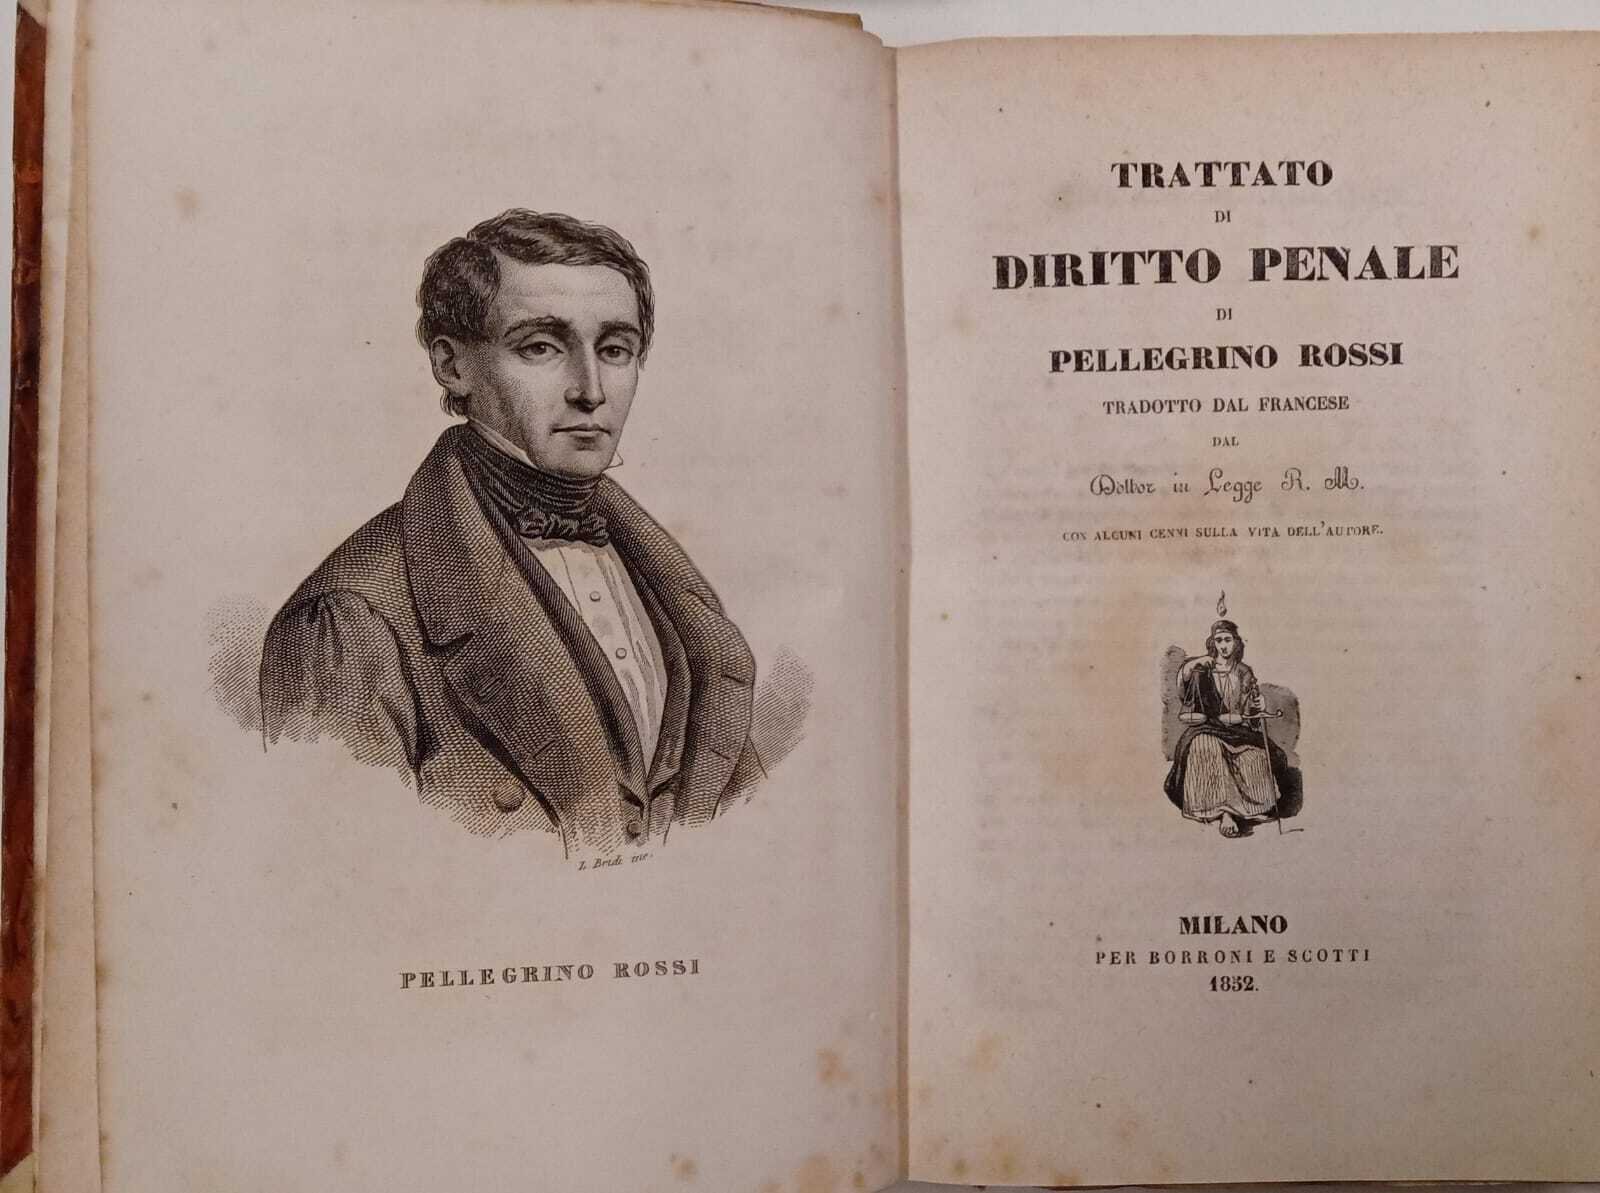 L Bridi inc.
PELLEGRINO ROSSI
TRATTATO
DI
DIRITTO PENALE
DI
PELLEGRINO ROSSI
TRADOTTO DAL FRANCESE
DAL
Dottor in Legge R. M.
CON ALCUNI CENNI SULLA VITA DELL'AUTORE.
MILANO
PER BORRONI E SCOTTI
1852.